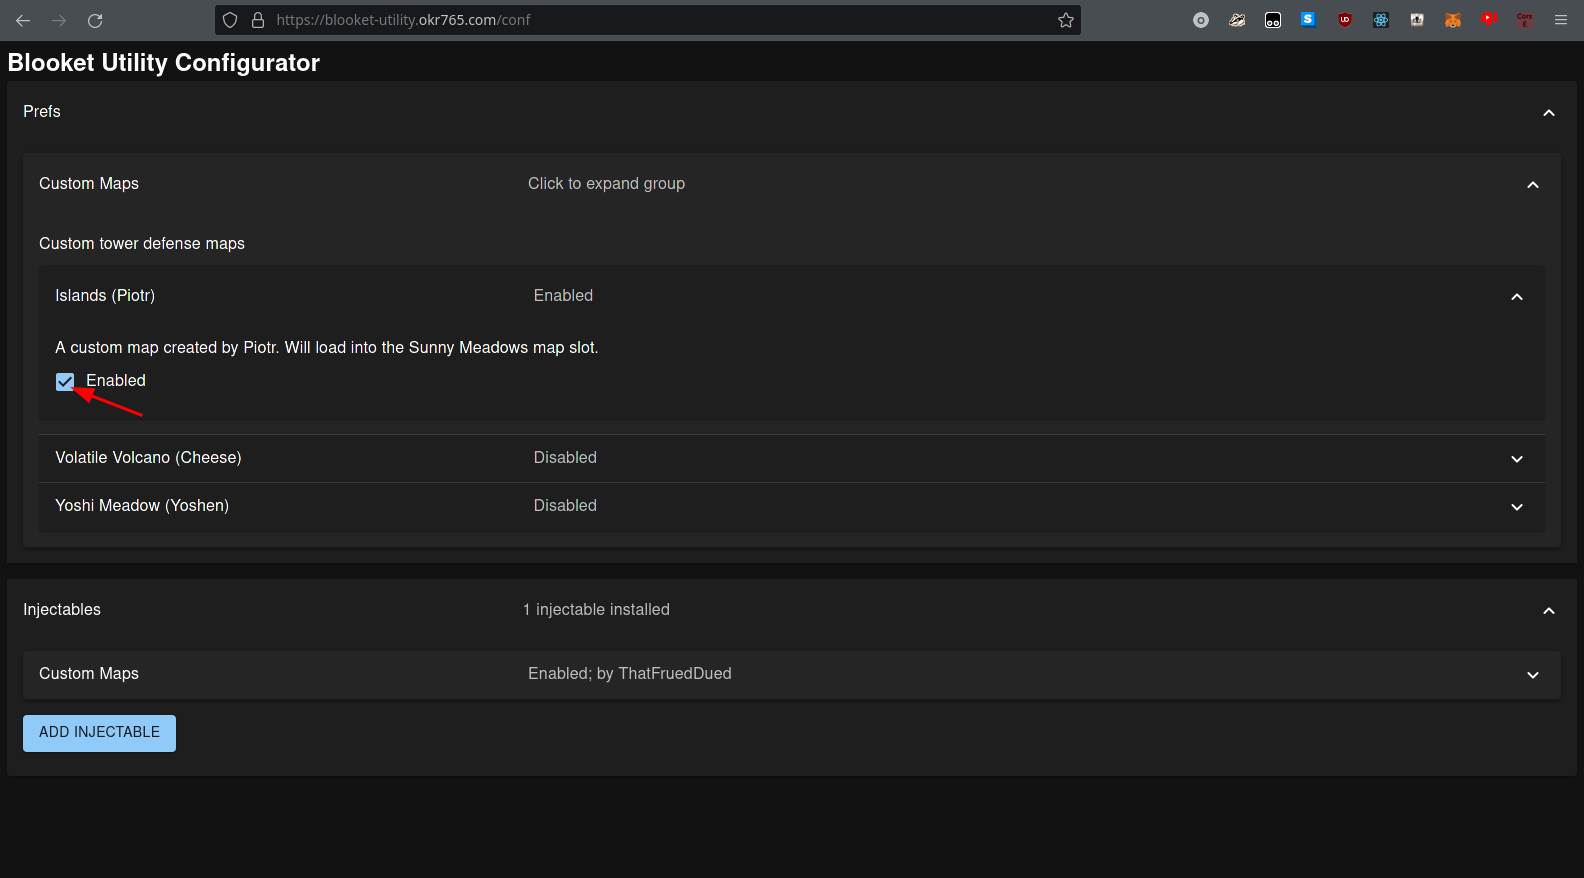 https://blooket-utility.okr765.com/conf
Blooket Utility Configurator
Prefs
Custom Maps Click to expand group
Custom tower defense maps
Islands (Piotr) Enabled
A custom map created by Piotr. Will load into the Sunny Meadows map slot.
Enabled
Volatile Volcano (Cheese) Disabled
Yoshi Meadow (Yoshen) Disabled
Injectables 1 injectable installed
Custom Maps Enabled; by ThatFruedDued
ADD INJECTABLE